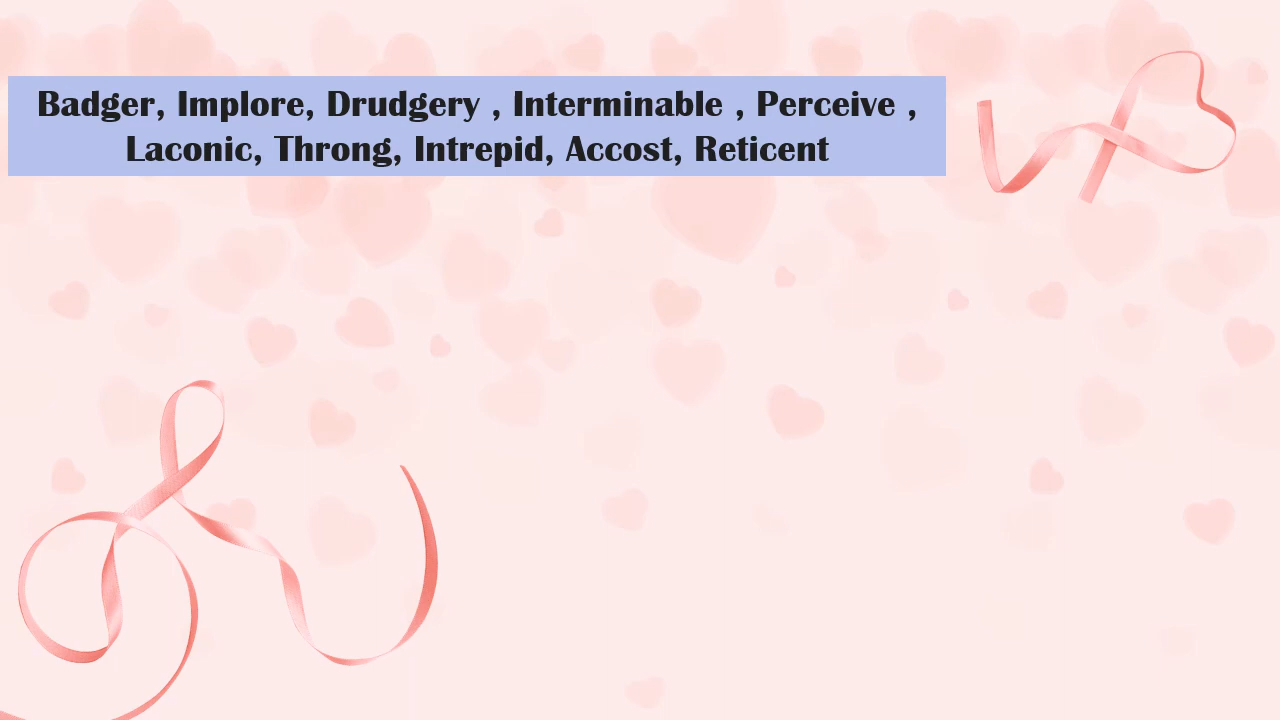 Badger, Implore, Drudgery , Interminable , Perceive ,
Laconic, Throng, Intrepid, Accost, Reticent